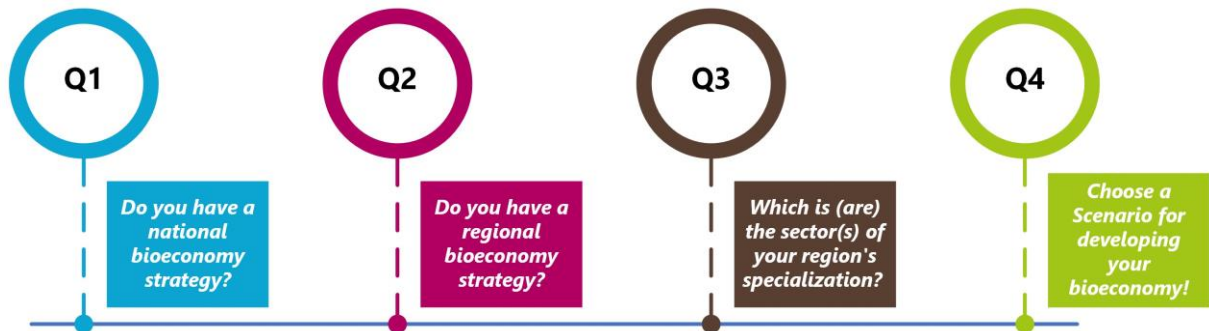 Q1
Do you have a
national
bioeconomy
strategy?
Q2
Do you have a
regional
bioeconomy
strategy?
Q3
Which is (are)
the sector(s) of
your region's
specialization?
Q4
Choose a
Scenario for
developing
your
bioeconomy!